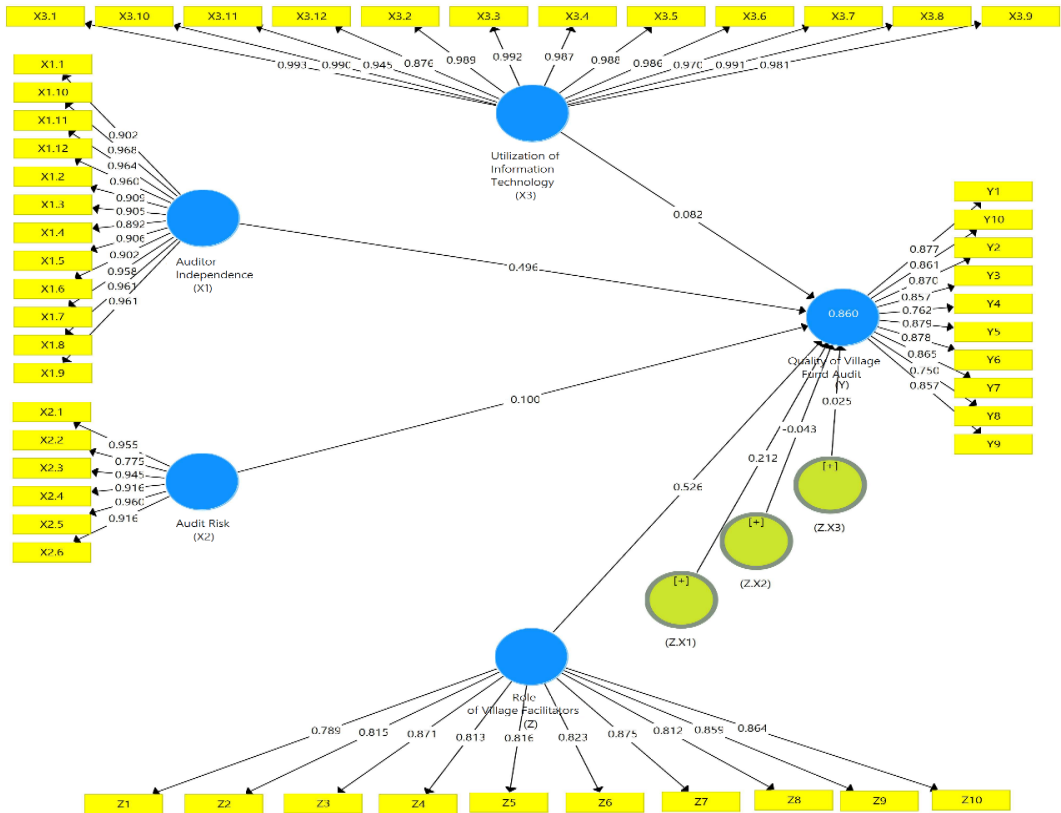 X3.1 X3.10 X3.11 X3.12 X3.2 X3.3 X3.4 X3.5 X3.6 X3.7 X3.8 X3.9
0.993 0.990 0.945 0.876 0.989 0.992 0.987 0.988 0.986 0.970 0.991 0.981
Utilization of
Information
Technology
(X3)
X1.1
X1.10
X1.11
X1.12
X1.2
X1.3
X1.4
X1.5
X1.6
X1.7
X1.8
X1.9
0.902
0.968
0.964
0.960
0.909
0.905
0.892
0.906
0.902
0.958
0.961
0.961
Auditor
Independence
(X1)
0.082
0.496
0.100
0.526
0.212
-0.043
0.025
0.860
Quality of Village
Fund Audit
(Y)
0.877
0.861
0.870
0.857
0.762
0.879
0.878
0.865
0.750
0.857
Y1
Y10
Y2
Y3
Y4
Y5
Y6
Y7
Y8
Y9
X2.1
X2.2
X2.3
X2.4
X2.5
X2.6
0.955
0.775
0.945
0.916
0.960
0.916
Audit Risk
(X2)
[+]
(Z.X3)
[+]
(Z.X2)
[+]
(Z.X1)
Role
of Village Facilitators
(Z)
0.789 0.815 0.871 0.813 0.816 0.823 0.875 0.812 0.859 0.864
Z1 Z2 Z3 Z4 Z5 Z6 Z7 Z8 Z9 Z10